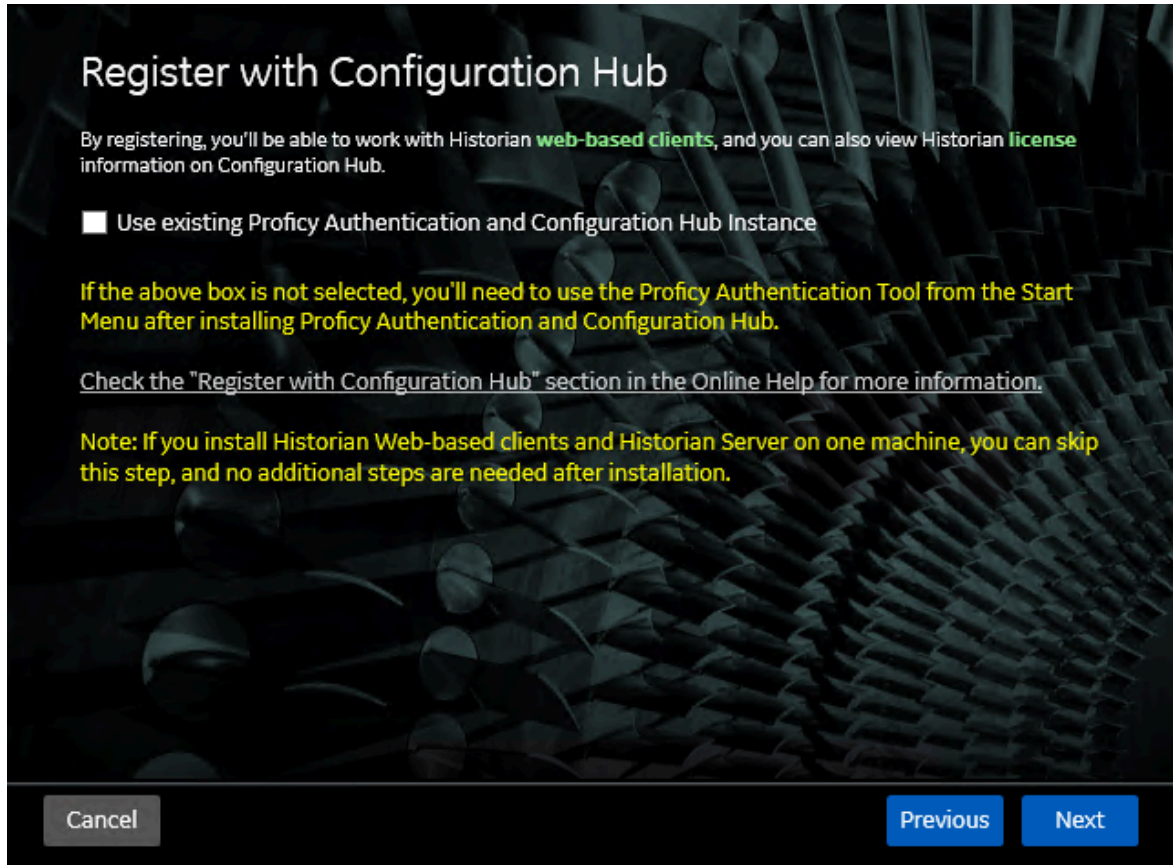 Register with Configuration Hub
By registering, you'll be able to work with Historian web-based clients, and you can also view Historian license
information on Configuration Hub.
Use existing Proficy Authentication and Configuration Hub Instance
If the above box is not selected, you'll need to use the Proficy Authentication Tool from the Start
Menu after installing Proficy Authentication and Configuration Hub.
Check the "Register with Configuration Hub" section in the Online Help for more information.
Note: If you install Historian Web-based clients and Historian Server on one machine, you can skip
this step, and no additional steps are needed after installation.
Cancel
Previous
Next